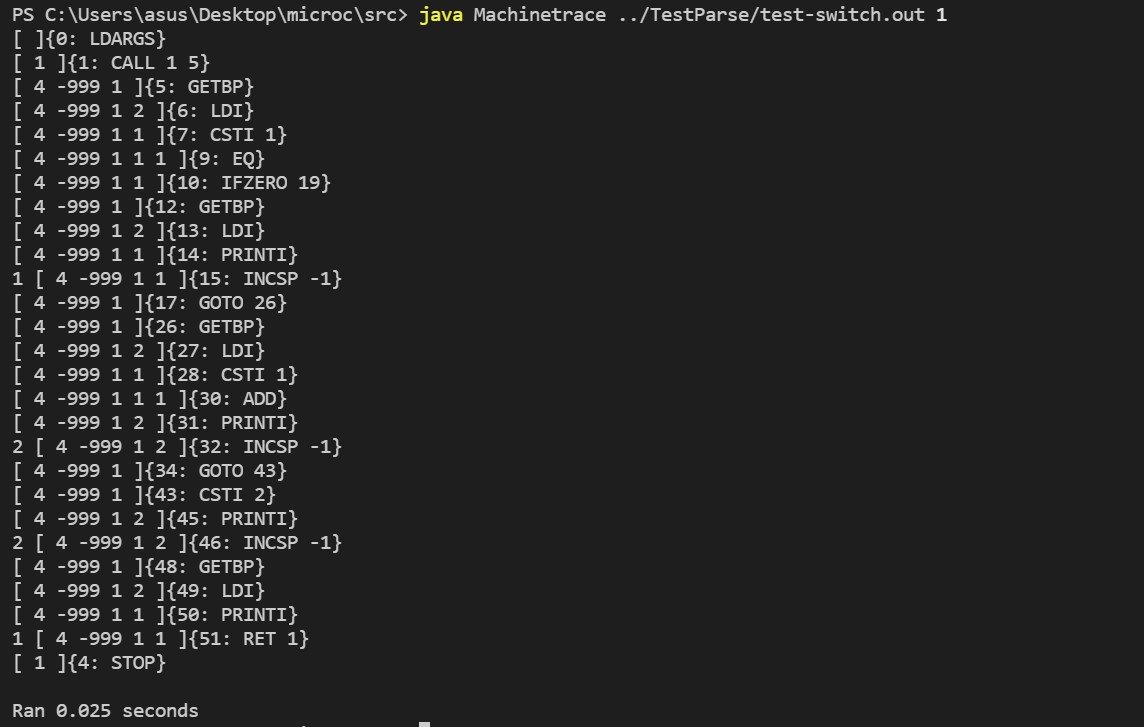 PS C:\Users\asus\Desktop\microc\src> java Machinetrace ../TestParse/test-switch.out 1
[ ]{0: LDARGS}
[ 1 ]{1: CALL 1 5}
[ 4 -999 1 ]{5: GETBP}
[ 4 -999 1 2 ]{6: LDI}
[ 4 -999 1 1 ]{7: CSTI 1}
[ 4 -999 1 1 1 ]{9: EQ}
[ 4 -999 1 1 ]{10: IFZERO 19}
[ 4 -999 1 ]{12: GETBP}
[ 4 -999 1 2 ]{13: LDI}
[ 4 -999 1 1 ]{14: PRINTI}
1 [ 4 -999 1 1 ]{15: INCSP -1}
[ 4 -999 1 ]{17: GOTO 26}
[ 4 -999 1 ]{26: GETBP}
[ 4 -999 1 2 ]{27: LDI}
[ 4 -999 1 1 ]{28: CSTI 1}
[ 4 -999 1 1 1 ]{30: ADD}
[ 4 -999 1 2 ]{31: PRINTI}
2 [ 4 -999 1 2 ]{32: INCSP -1}
[ 4 -999 1 ]{34: GOTO 43}
[ 4 -999 1 ]{43: CSTI 2}
[ 4 -999 1 2 ]{45: PRINTI}
2 [ 4 -999 1 2 ]{46: INCSP -1}
[ 4 -999 1 ]{48: GETBP}
[ 4 -999 1 2 ]{49: LDI}
[ 4 -999 1 1 ]{50: PRINTI}
1 [ 4 -999 1 1 ]{51: RET 1}
[ 1 ]{4: STOP}
Ran 0.025 seconds